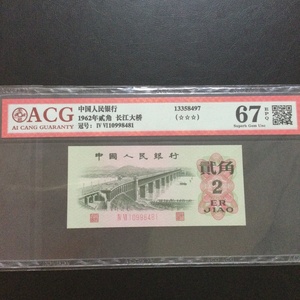 ACG
AI CANG GUARANTY
中国人民银行
1962年贰角 长江大桥
冠号: IV VI10998481
13358497
(☆☆☆)
67 EPQ
Superb Gem Unc
中国人民银行
IV VI 10998481
贰角
2
ER
JIAO